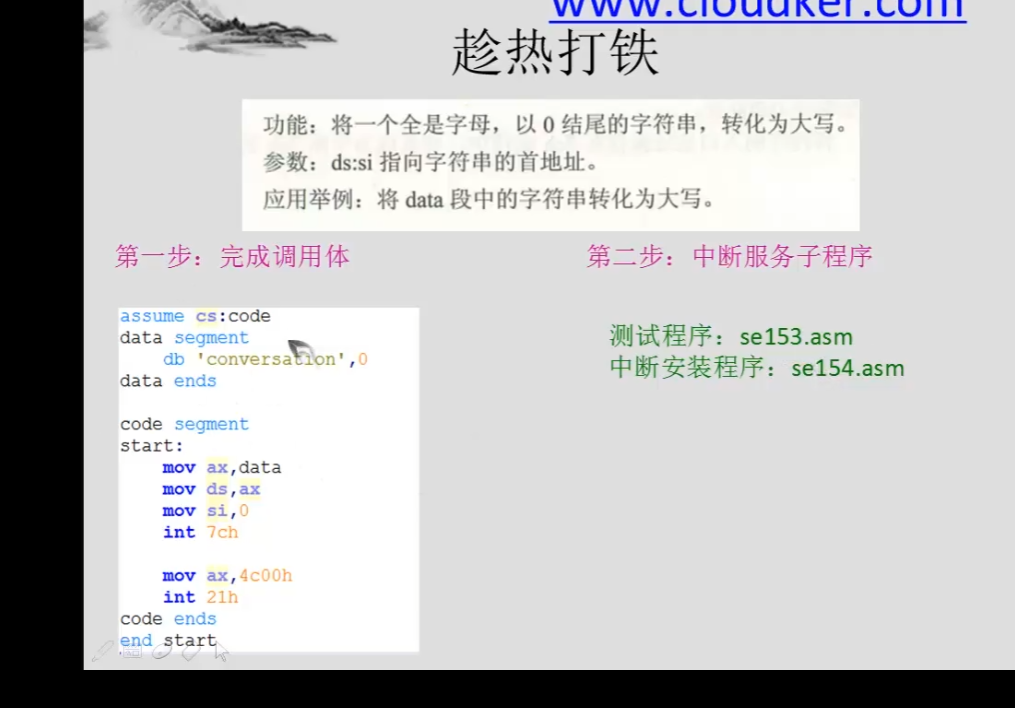 www.cloudker.com
趁热打铁
功能：将一个全是字母，以 0 结尾的字符串，转化为大写。
参数：ds:si 指向字符串的首地址。
应用举例：将 data 段中的字符串转化为大写。
第一步：完成调用体
assume cs:code
data segment
db 'conversation',0
data ends
code segment
start:
mov ax,data
mov ds,ax
mov si,0
int 7ch
mov ax,4c00h
int 21h
code ends
end start
第二步：中断服务子程序
测试程序：se153.asm
中断安装程序：se154.asm